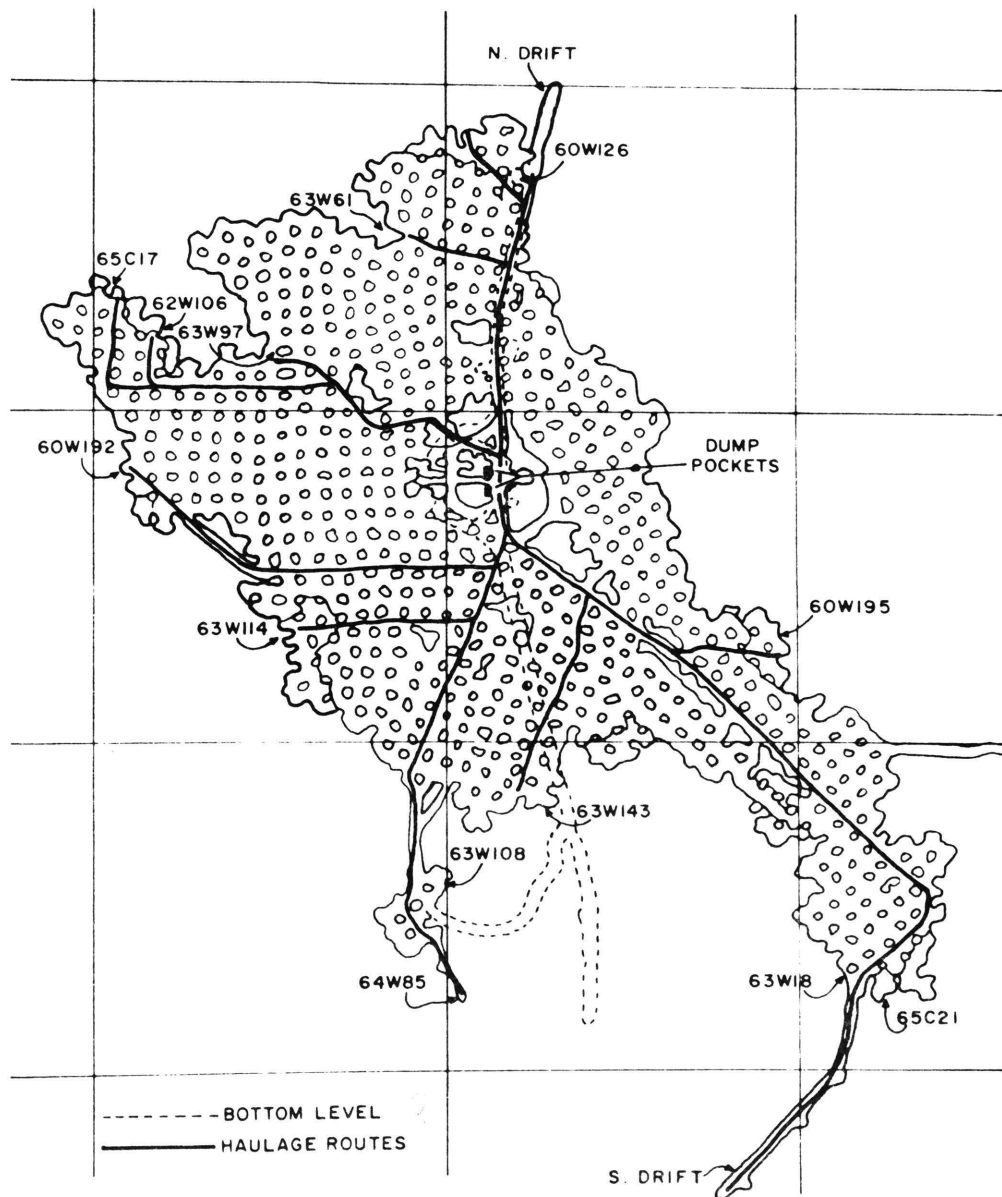 N. DRIFT
60W126
63W61
65C17
62W106
63W97
60W192
DUMP
POCKETS
60W195
63W114
63W143
63W108
64W85
63W18
65C21
BOTTOM LEVEL
HAULAGE ROUTES
S. DRIFT